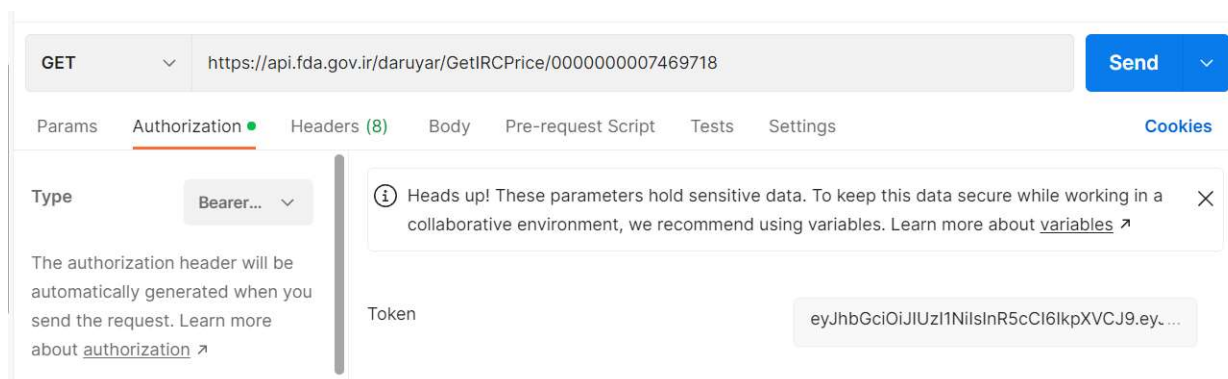 GET https://api.fda.gov.ir/daruyar/GetIRCPrice/0000000007469718 Send
Params Authorization Headers (8) Body Pre-request Script Tests Settings Cookies
Type Bearer...
The authorization header will be
automatically generated when you
send the request. Learn more
about authorization ↗
Heads up! These parameters hold sensitive data. To keep this data secure while working in a
collaborative environment, we recommend using variables. Learn more about variables ↗
Token eyJhbGciOiJIUzI1NiIsInR5cCI6IkpXVCJ9.ey...